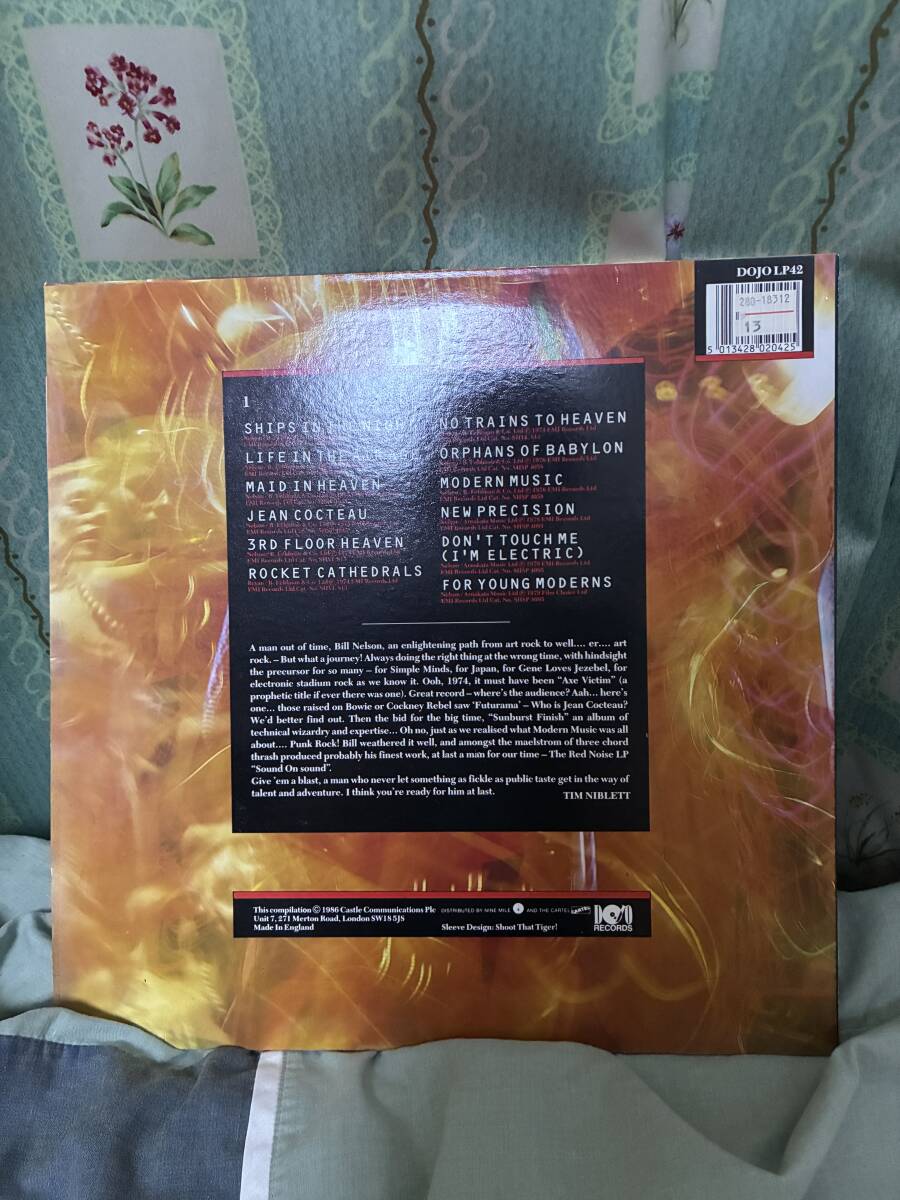 DOJO LP42
280-18312
13
5 013428 020425
1
SHIPS IN THE NIGHT
LIFE IN THE
MAID IN HEAVEN
JEAN COCTEAU
3RD FLOOR HEAVEN
ROCKET CATHEDRALS
NO TRAINS TO HEAVEN
ORPHANS OF BABYLON
MODERN MUSIC
NEW PRECISION
DON'T TOUCH ME
(I'M ELECTRIC)
FOR YOUNG MODERNS
A man out of time, Bill Nelson, an enlightening path from art rock to well.... er.... art
rock. – But what a journey! Always doing the right thing at the wrong time, with hindsight
the precursor for so many – for Simple Minds, for Japan, for Gene Loves Jezebel, for
electronic stadium rock as we know it. Ooh, 1974, it must have been “Axe Victim” (a
prophetic title if ever there was one). Great record – where's the audience? Aah... here's
one... those raised on Bowie or Cockney Rebel saw ‘Futurama’ – Who is Jean Cocteau?
We'd better find out. Then the bid for the big time, “Sunburst Finish” an album of
technical wizardry and expertise... Oh no, just as we realised what Modern Music was all
about.... Punk Rock! Bill weathered it well, and amongst the maelstrom of three chord
thrash produced probably his finest work, at last a man for our time – The Red Noise LP
“Sound On sound”.
Give 'em a blast, a man who never let something as fickle as public taste get in the way of
talent and adventure. I think you're ready for him at last.
TIM NIBLETT
This compilation © 1986 Castle Communications Plc
Unit 7, 271 Merton Road, London SW18 5JS
Made In England
DISTRIBUTED BY NINE MILE AND THE CARTEL
Sleeve Design: Shoot That Tiger!
DOJO
RECORDS